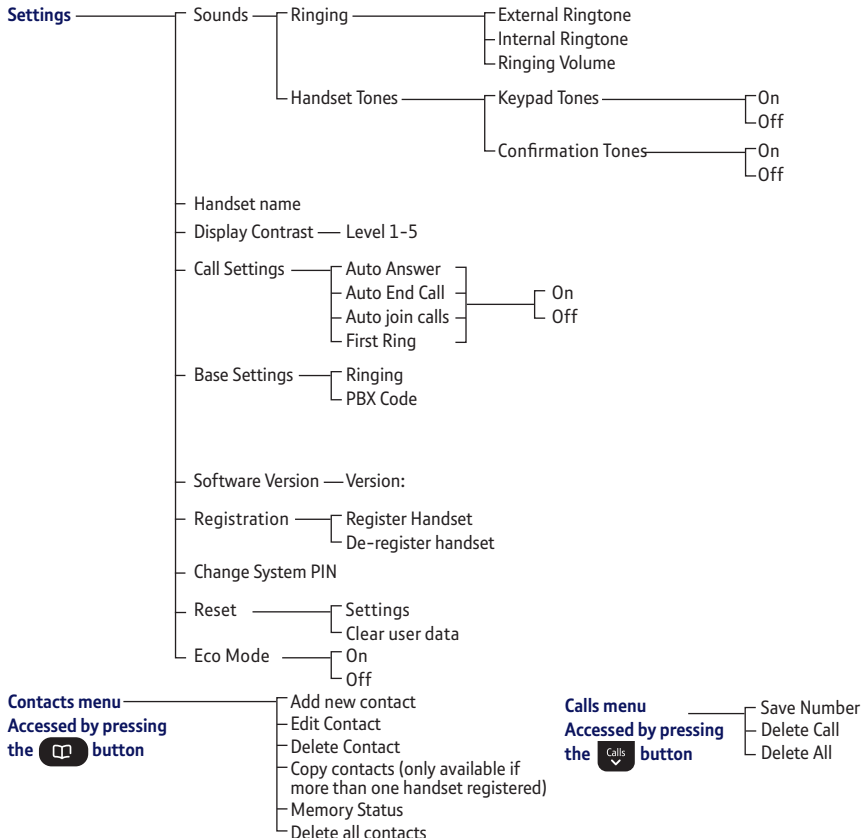 Settings
Sounds
Ringing
External Ringtone
Internal Ringtone
Ringing Volume
Handset Tones
Keypad Tones
On
Off
Confirmation Tones
On
Off
Handset name
Display Contrast
Level 1-5
Call Settings
Auto Answer
Auto End Call
Auto join calls
First Ring
On
Off
Base Settings
Ringing
PBX Code
Software Version
Version:
Registration
Register Handset
De-register handset
Change System PIN
Reset
Settings
Clear user data
Eco Mode
On
Off
Contacts menu
Accessed by pressing
the button
Add new contact
Edit Contact
Delete Contact
Copy contacts (only available if
more than one handset registered)
Memory Status
Delete all contacts
Calls menu
Accessed by pressing
the Calls button
Save Number
Delete Call
Delete All